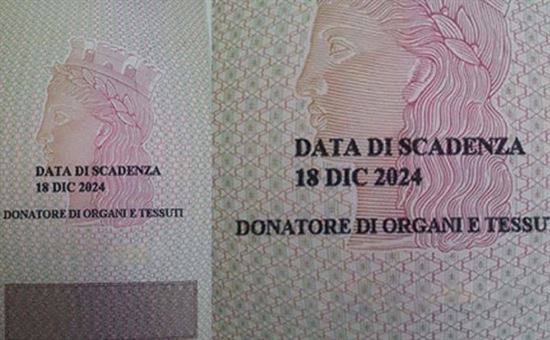 DATA DI SCADENZA
18 DIC 2024
DONATORE DI ORGANI E TESSUTI
DATA DI SCADENZA
18 DIC 2024
DONATORE DI ORGANI E TESSU